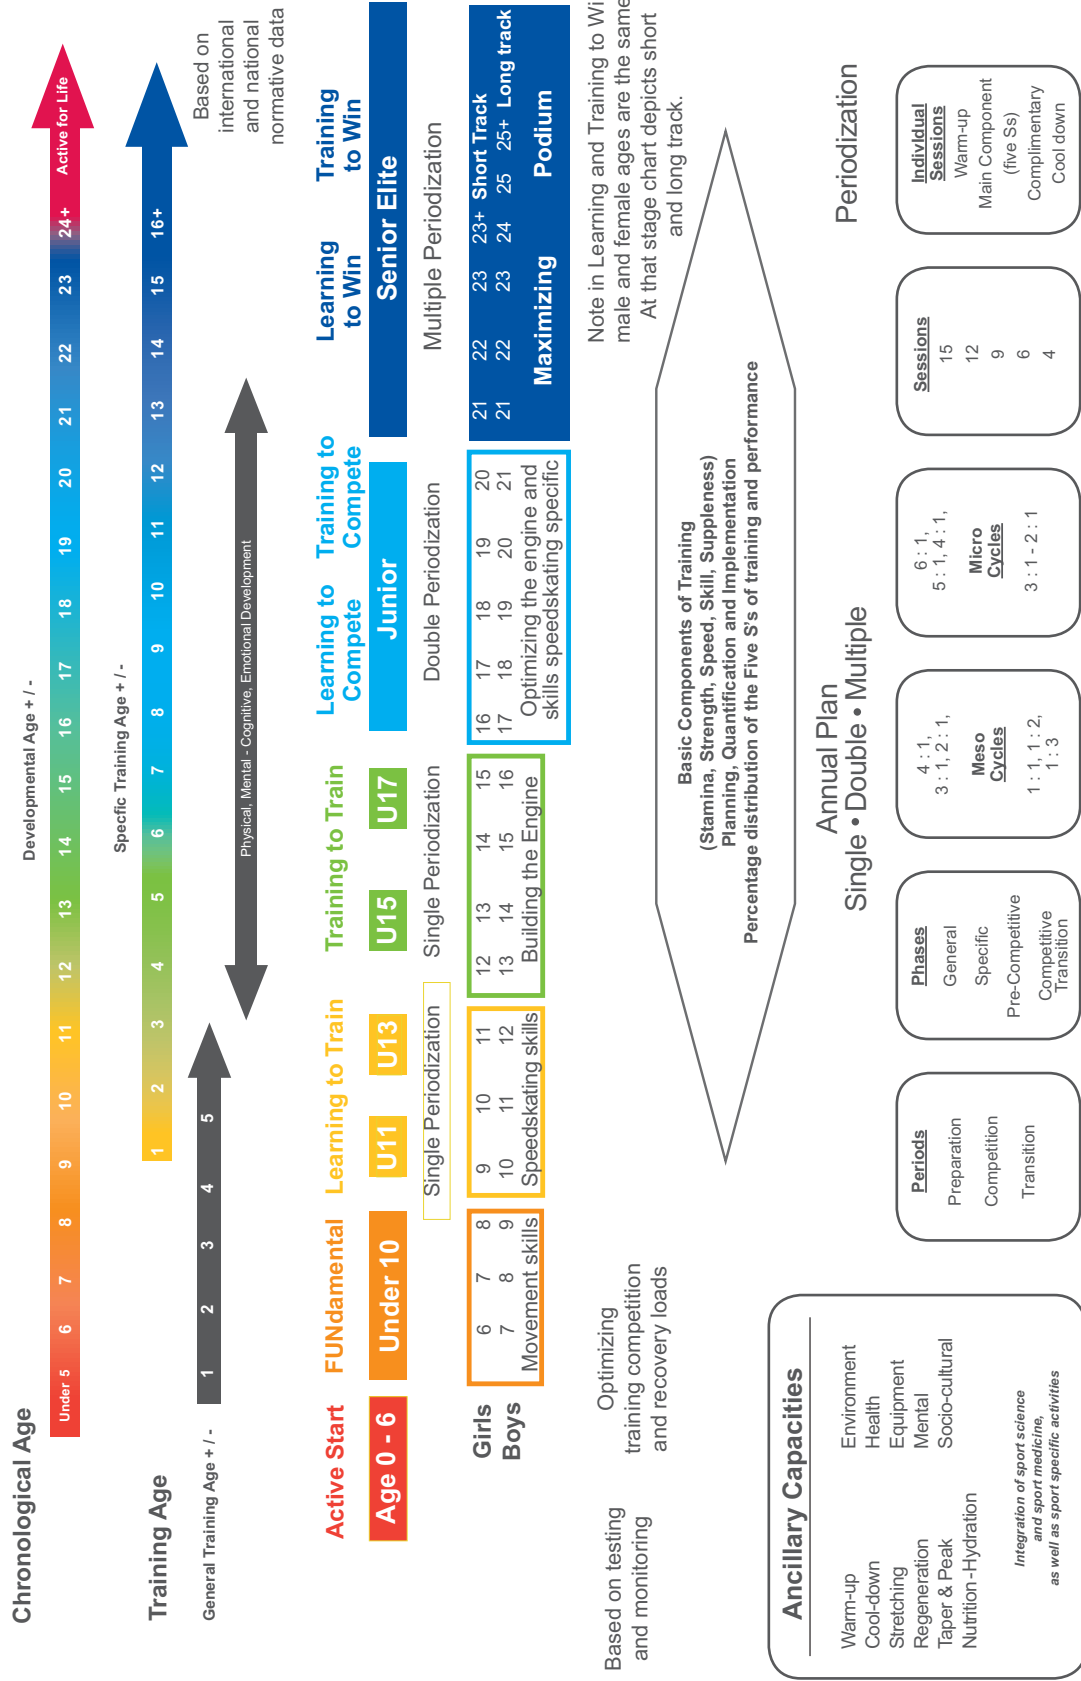 Chronological Age
Developmental Age + / -
Under 5 6 7 8 9 10 11 12 13 14 15 16 17 18 19 20 21 22 23 24+ Active for Life
Training Age
Specfic Training Age + / -
1 2 3 4 5 6 7 8 9 10 11 12 13 14 15 16+
General Training Age + / -
1 2 3 4 5
Physical, Mental - Cognitive, Emotional Development
Based on
international
and national
normative data
Active Start
Age 0 - 6
FUNdamental
Under 10
Learning to Train
U11 U13
Training to Train
U15 U17
Learning to
Compete
Training to
Compete
Junior
Learning
to Win
Training
to Win
Senior Elite
Single Periodization
Single Periodization
Double Periodization
Multiple Periodization
Girls
Boys
6 7 8
7 8 9
Movement skills
9 10 11
10 11 12
Speedskating skills
12 13 14 15
13 14 15 16
Building the Engine
16 17 18 19 20
17 18 19 20 21
Optimizing the engine and
skills speedskating specific
21 22 23 23+ Short Track
21 22 23 24 25 25+ Long track
Maximizing Podium
Based on testing
and monitoring
Optimizing
training competition
and recovery loads
Note in Learning and Training to Wi
male and female ages are the same
At that stage chart depicts short
and long track.
Basic Components of Training
(Stamina, Strength, Speed, Skill, Suppleness)
Planning, Quantification and Implementation
Percentage distribution of the Five S's of training and performance
Ancillary Capacities
Warm-up
Cool-down
Stretching
Regeneration
Taper & Peak
Nutrition -Hydration
Environment
Health
Equipment
Mental
Socio-cultural
Integration of sport science
and sport medicine,
as well as sport specific activities
Annual Plan
Single • Double • Multiple
Periodization
Periods
Preparation
Competition
Transition
Phases
General
Specific
Pre-Competitive
Competitive
Transition
4 : 1,
3 : 1, 2 : 1,
Meso
Cycles
1 : 1, 1 : 2,
1 : 3
6 : 1,
5 : 1, 4 : 1,
Micro
Cycles
3 : 1 - 2 : 1
Sessions
15
12
9
6
4
Individual
Sessions
Warm-up
Main Component
(five Ss)
Complimentary
Cool down